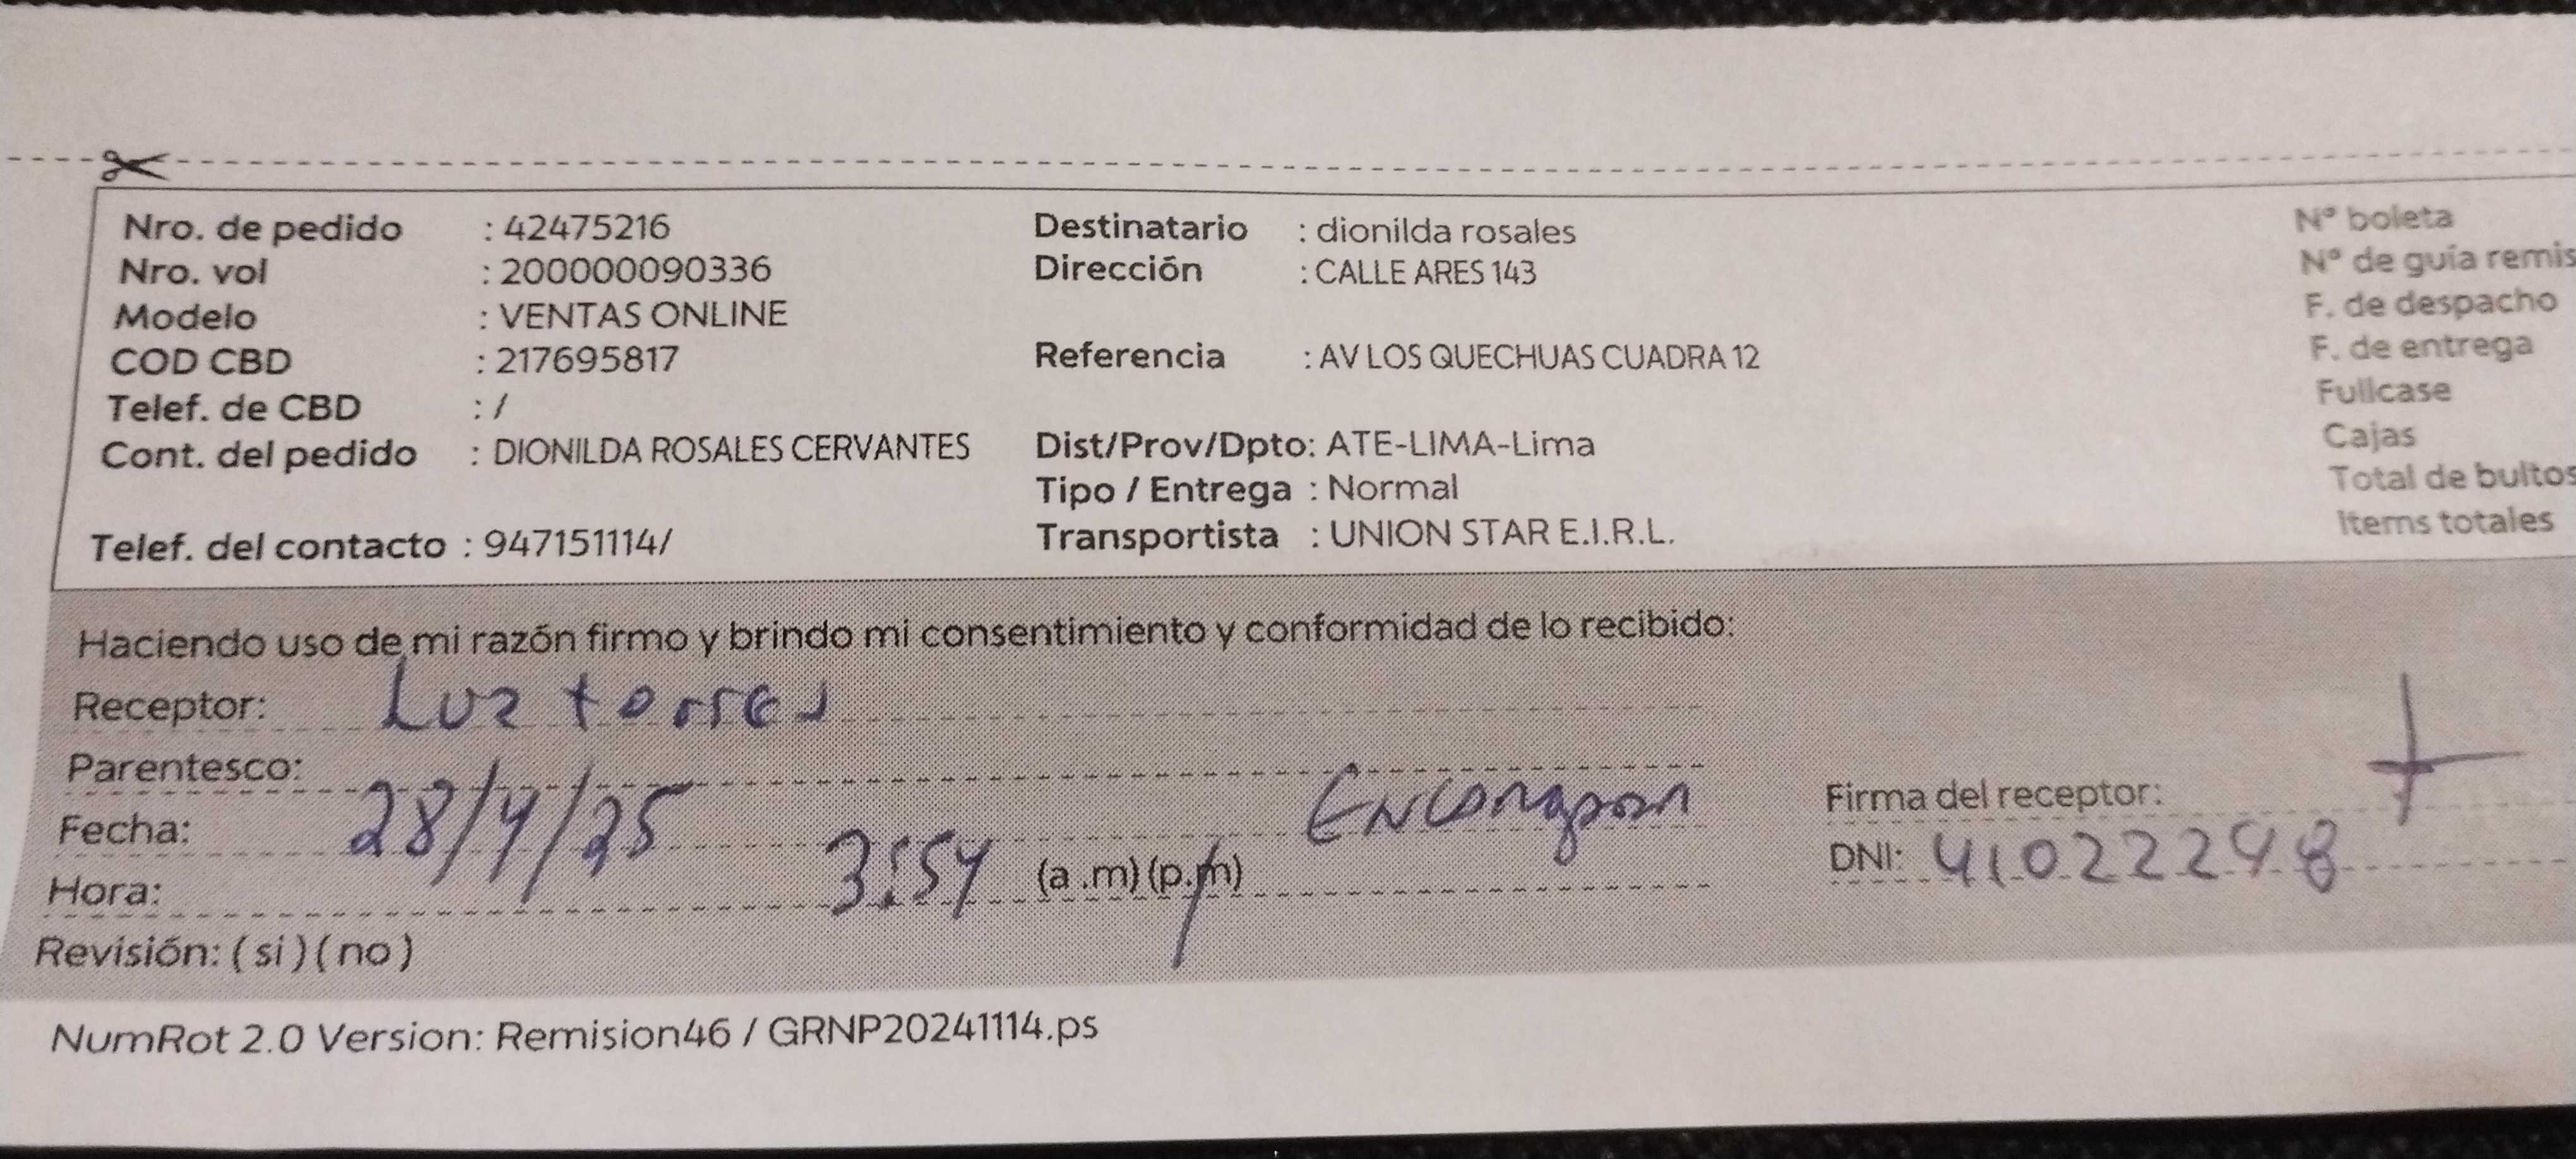 Nro. de pedido : 42475216
Nro. vol : 200000090336
Modelo : VENTAS ONLINE
COD CBD : 217695817
Telef. de CBD : /
Cont. del pedido : DIONILDA ROSALES CERVANTES
Telef. del contacto : 947151114/
Destinatario : dionilda rosales
Dirección : CALLE ARES 143
Referencia : AV LOS QUECHUAS CUADRA 12
Dist/Prov/Dpto: ATE-LIMA-Lima
Tipo / Entrega : Normal
Transportista : UNION STAR E.I.R.L.
N° boleta
N° de guía remis
F. de despacho
F. de entrega
Fullcase
Cajas
Total de bultos
Items totales
Haciendo uso de mi razón firmo y brindo mi consentimiento y conformidad de lo recibido:
Receptor: Luz torres
Parentesco:
Fecha: 28/4/25
Hora: 3:54 (a .m) (p.m)
Revisión: ( si ) ( no )
Firma del receptor:
DNI: 41022298
NumRot 2.0 Version: Remision46 / GRNP20241114.ps